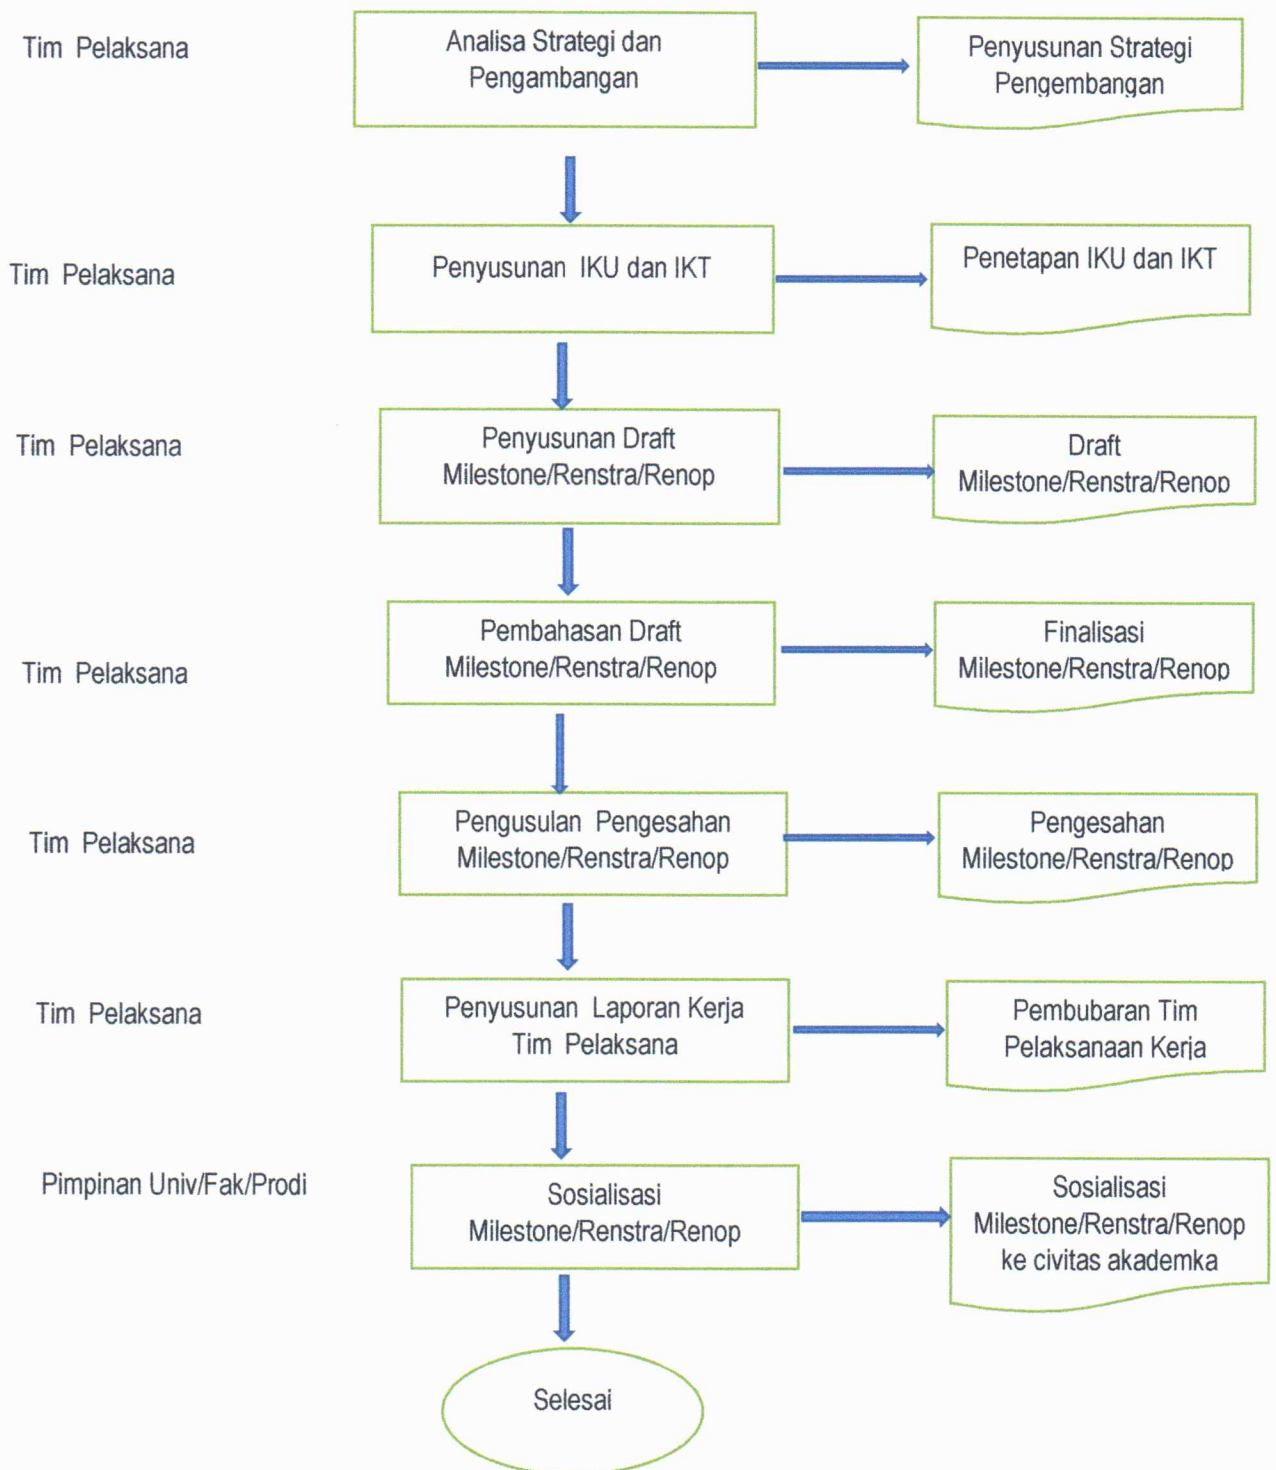 Tim Pelaksana
Analisa Strategi dan
Pengambangan
Penyusunan Strategi
Pengembangan
Tim Pelaksana
Penyusunan IKU dan IKT
Penetapan IKU dan IKT
Tim Pelaksana
Penyusunan Draft
Milestone/Renstra/Renop
Draft
Milestone/Renstra/Renop
Tim Pelaksana
Pembahasan Draft
Milestone/Renstra/Renop
Finalisasi
Milestone/Renstra/Renop
Tim Pelaksana
Pengusulan Pengesahan
Milestone/Renstra/Renop
Pengesahan
Milestone/Renstra/Renop
Tim Pelaksana
Penyusunan Laporan Kerja
Tim Pelaksana
Pembubaran Tim
Pelaksanaan Kerja
Pimpinan Univ/Fak/Prodi
Sosialisasi
Milestone/Renstra/Renop
Sosialisasi
Milestone/Renstra/Renop
ke civitas akademka
Selesai